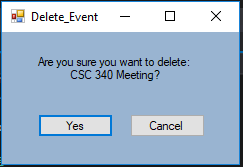 Delete_Event
Are you sure you want to delete:
CSC 340 Meeting?
Yes
Cancel